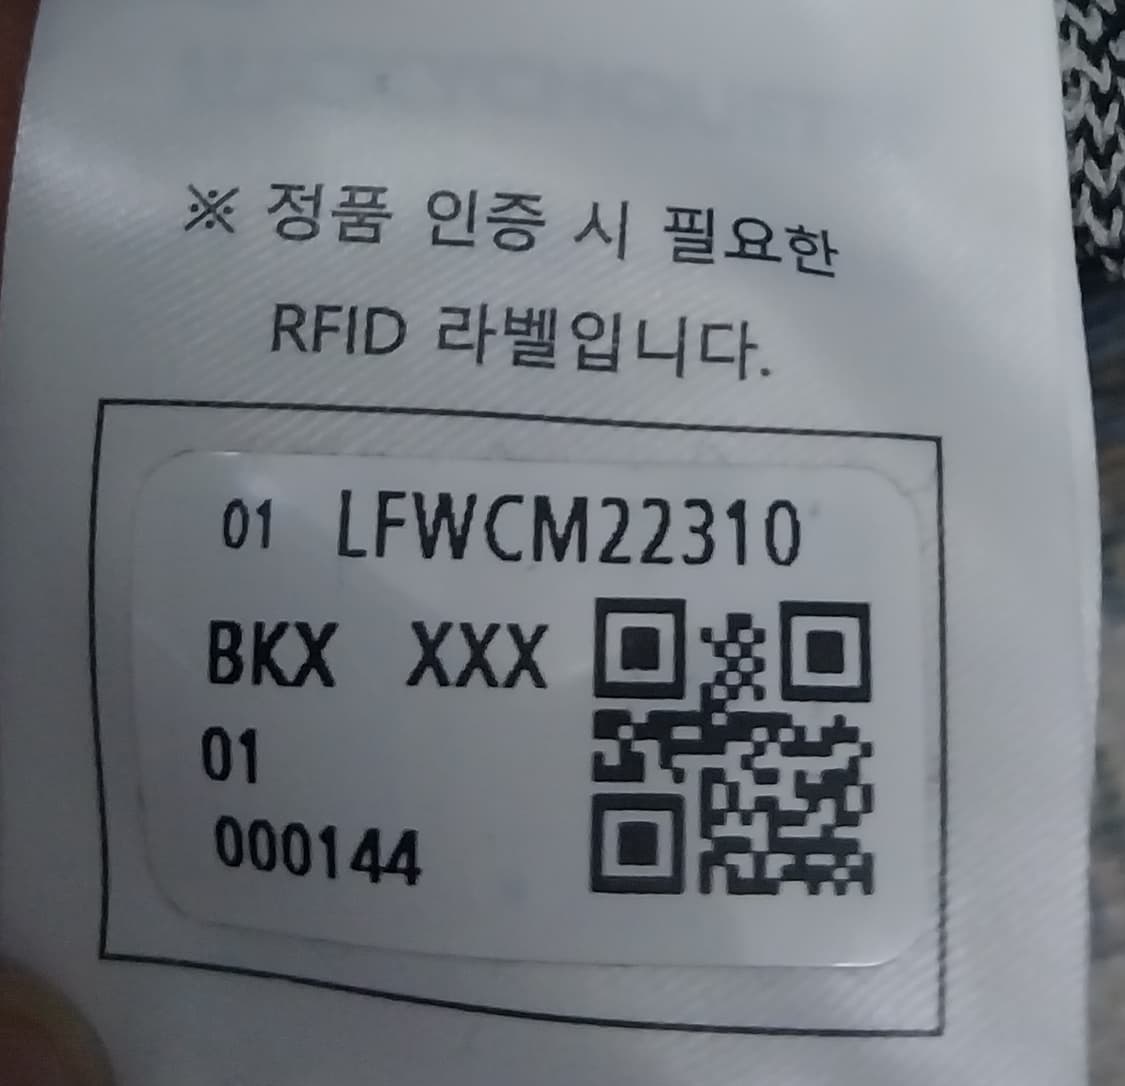 ※ 정품 인증 시 필요한
RFID 라벨입니다.
01 LFWCM22310
BKX XXX
01
000144